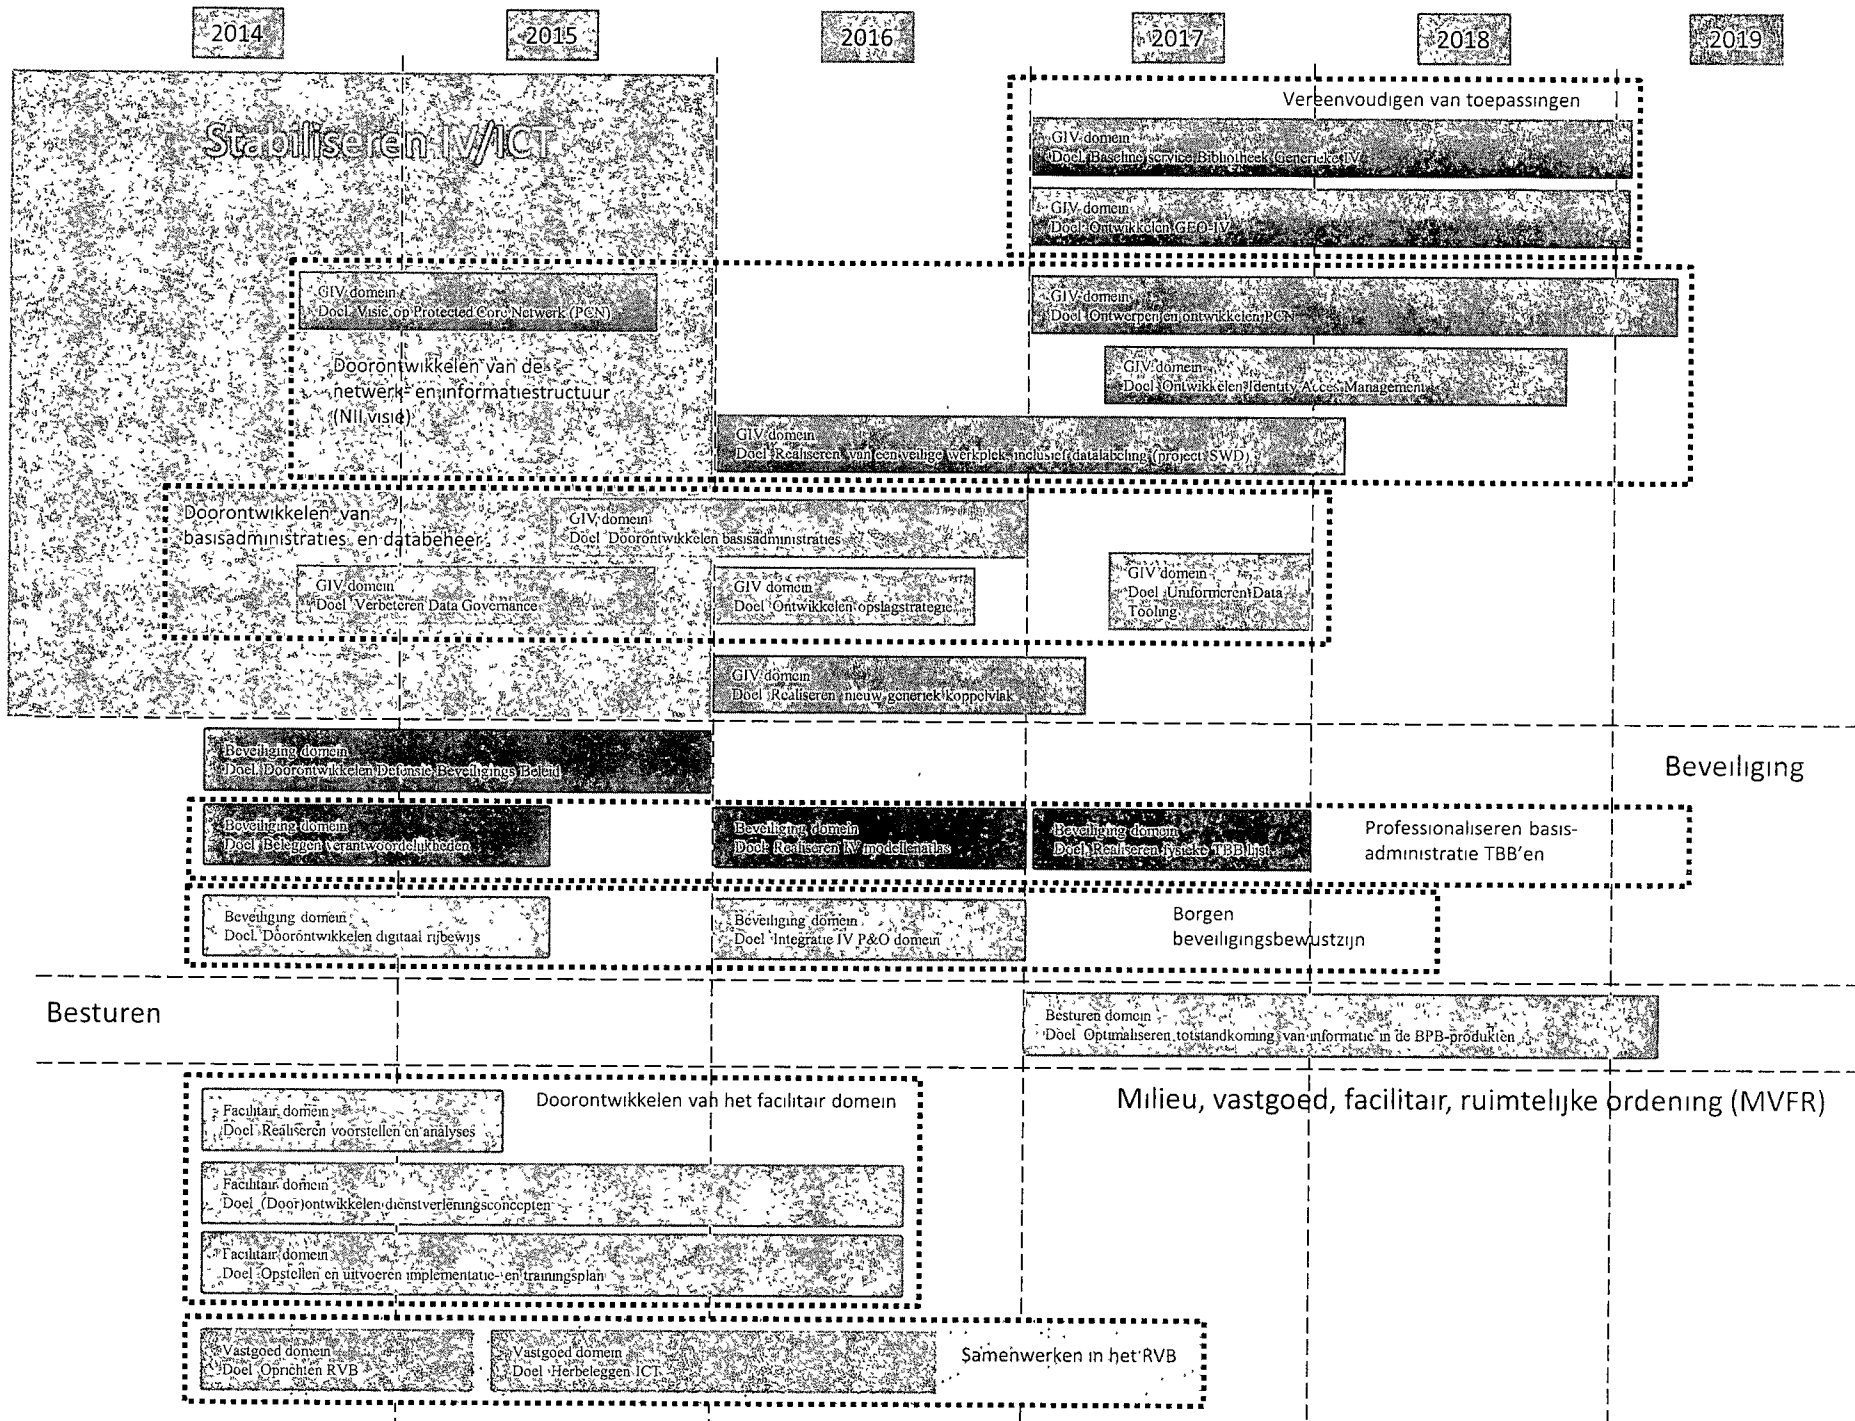 2014
2015
2016
2017
2018
2019
Stabiliseren IV/ICT
Vereenvoudigen van toepassingen
GIV domein
Doel Baseline service Bibliotheek Generieke IV
GIV domein
Doel Ontwikkelen GEO-IV
GIV domein
Doel Visie op Protected Core Netwerk (PCN)
GIV domein
Doel Ontwerpen en ontwikkelen PCN
Doorontwikkelen van de
netwerk- en informatiestructuur
(NII visie)
GIV domein
Doel Ontwikkelen Identity Acces Management
GIV domein
Doel Realiseren van een veilige werkplek inclusief datalabeling (project SWD)
Doorontwikkelen van
basisadministraties en databeheer
GIV domein
Doel Doorontwikkelen basisadministraties
GIV domein
Doel Verbeteren Data Governance
GIV domein
Doel Ontwikkelen opslagstrategie
GIV domein
Doel Uniformeren Data
Tooling
GIV domein
Doel Realiseren nieuw generiek koppelvlak
Beveiliging
Beveiliging domein
Doel Doorontwikkelen Defensie Beveiligings Beleid
Beveiliging domein
Doel Beleggen verantwoordelijkheden
Beveiliging domein
Doel Realiseren IV modellenatlas
Beveiliging domein
Doel Realiseren fysieke TBB lijst
Professionaliseren basis-
administratie TBB'en
Beveiliging domein
Doel Doorontwikkelen digitaal rijbewijs
Beveiliging domein
Doel Integratie IV P&O domein
Borgen
beveiligingsbewustzijn
Besturen
Besturen domein
Doel Optimaliseren totstandkoming van informatie in de BPB-produkten
Milieu, vastgoed, facilitair, ruimtelijke ordening (MVFR)
Doorontwikkelen van het facilitair domein
Facilitair domein
Doel Realiseren voorstellen en analyses
Facilitair domein
Doel (Door)ontwikkelen dienstverleningsconcepten
Facilitair domein
Doel Opstellen en uitvoeren implementatie- en trainingsplan
Vastgoed domein
Doel Oprichten RVB
Vastgoed domein
Doel Herbeleggen ICT
Samenwerken in het RVB